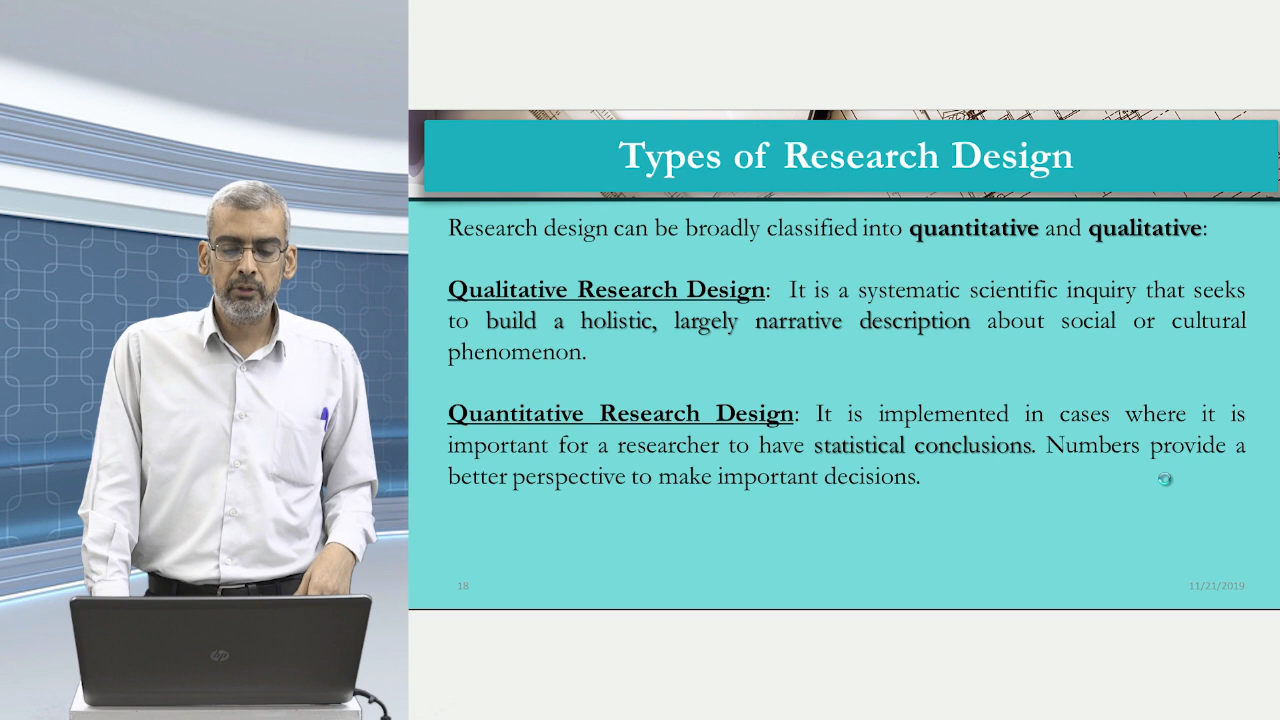 Types of Research Design
Research design can be broadly classified into quantitative and qualitative:
Qualitative Research Design: It is a systematic scientific inquiry that seeks
to build a holistic, largely narrative description about social or cultural
phenomenon.
Quantitative Research Design: It is implemented in cases where it is
important for a researcher to have statistical conclusions. Numbers provide a
better perspective to make important decisions.
18
11/21/2019
hp